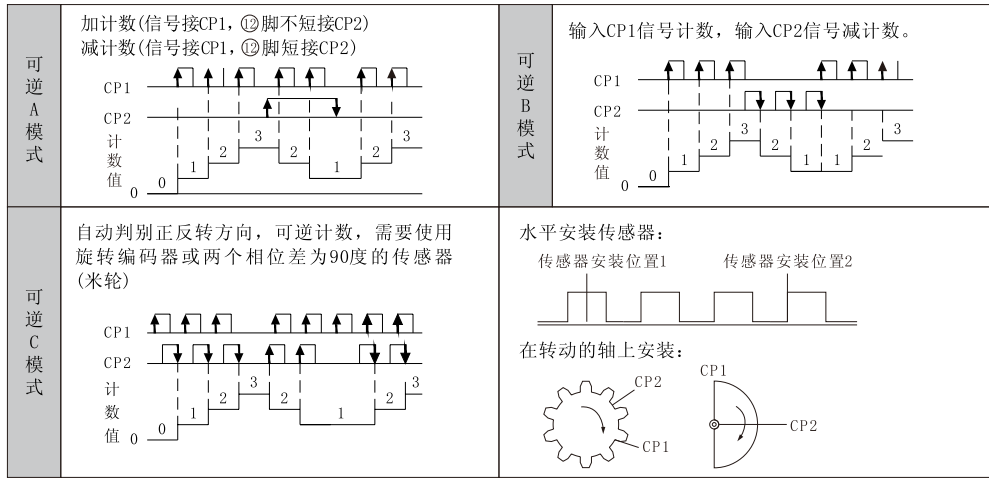 可逆A模式
加计数(信号接CP1，⑫脚不短接CP2)
减计数(信号接CP1，⑫脚短接CP2)
CP1
CP2
计数值
0
0
1
2
3
2
1
2
3
可逆B模式
输入CP1信号计数，输入CP2信号减计数。
CP1
CP2
计数值
0
0
1
2
3
2
1
2
3
可逆C模式
自动判别正反转方向，可逆计数，需要使用
旋转编码器或两个相位差为90度的传感器
(米轮)
CP1
CP2
计数值
0
0
1
2
3
2
1
2
3
水平安装传感器：
传感器安装位置1
传感器安装位置2
在转动的轴上安装：
CP2
CP1
CP1
CP2